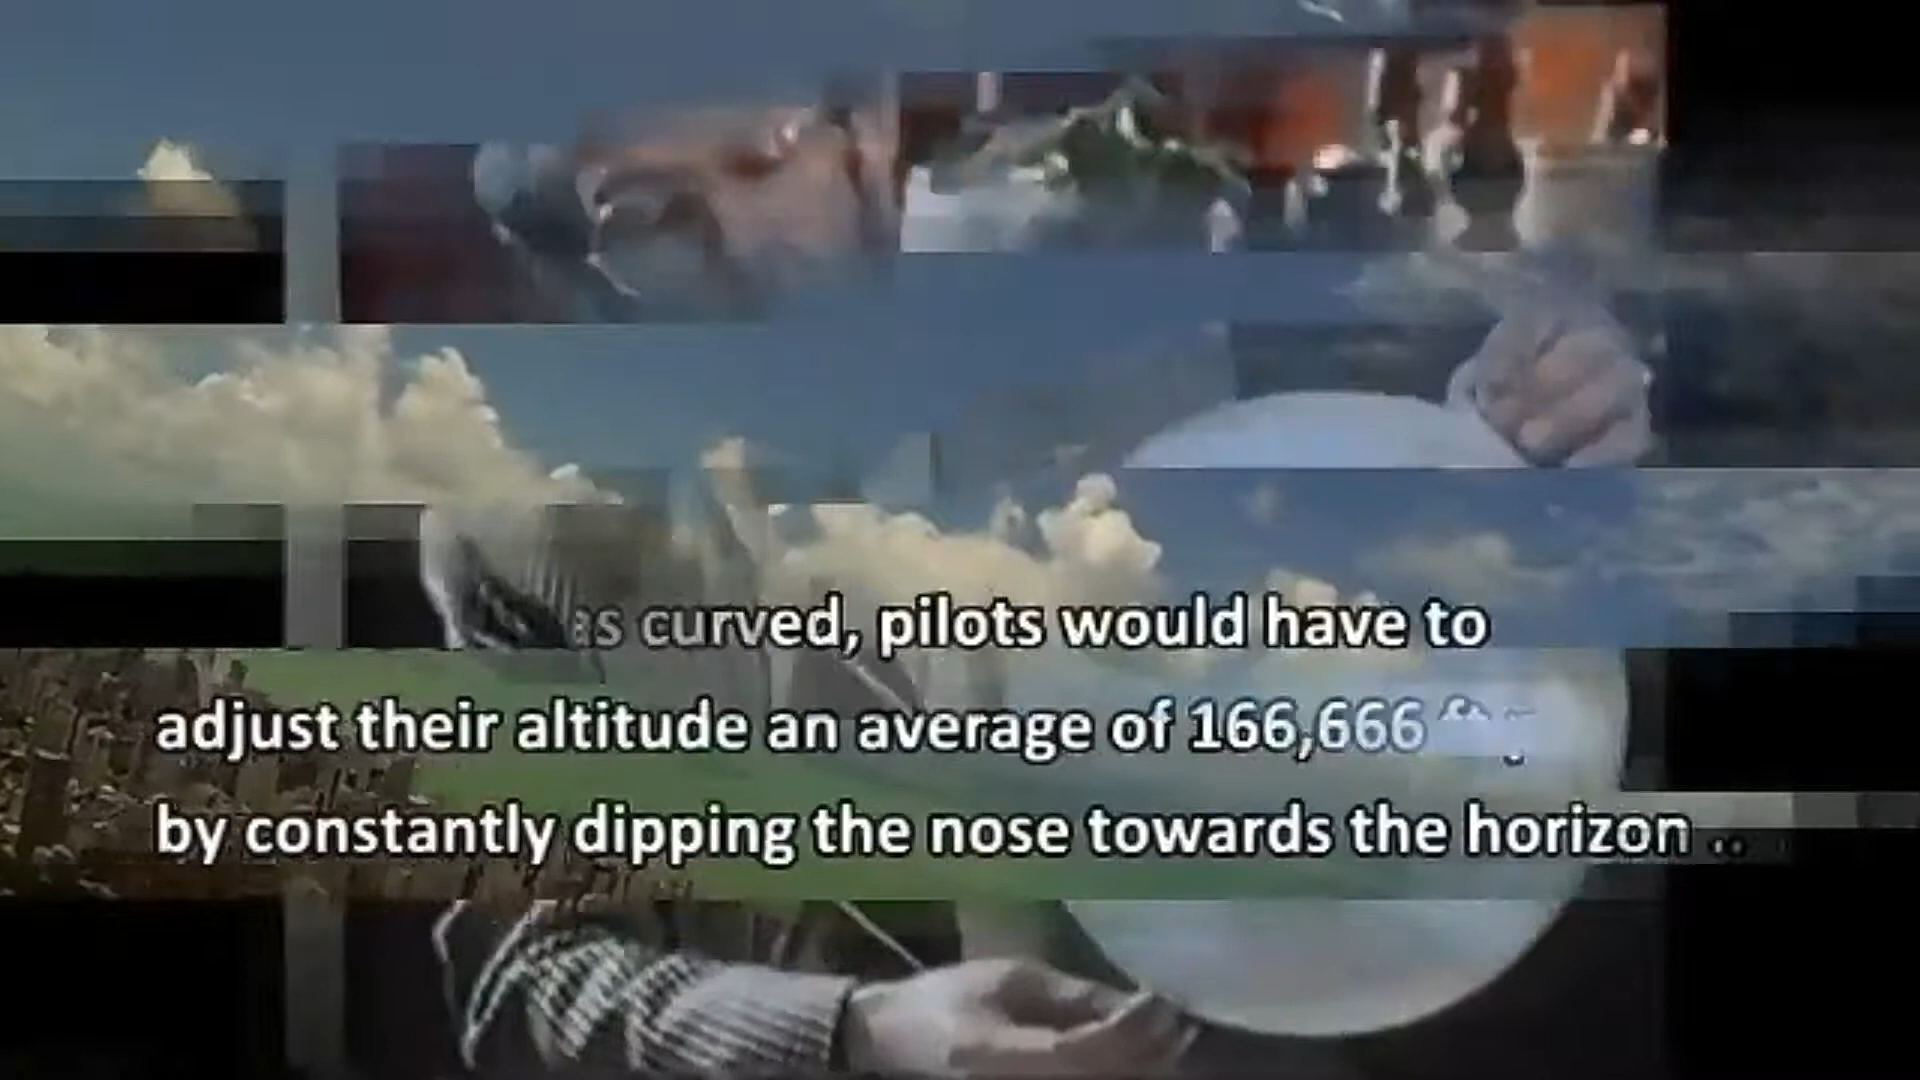 as curved, pilots would have to
adjust their altitude an average of 166,666
by constantly dipping the nose towards the horizon ..